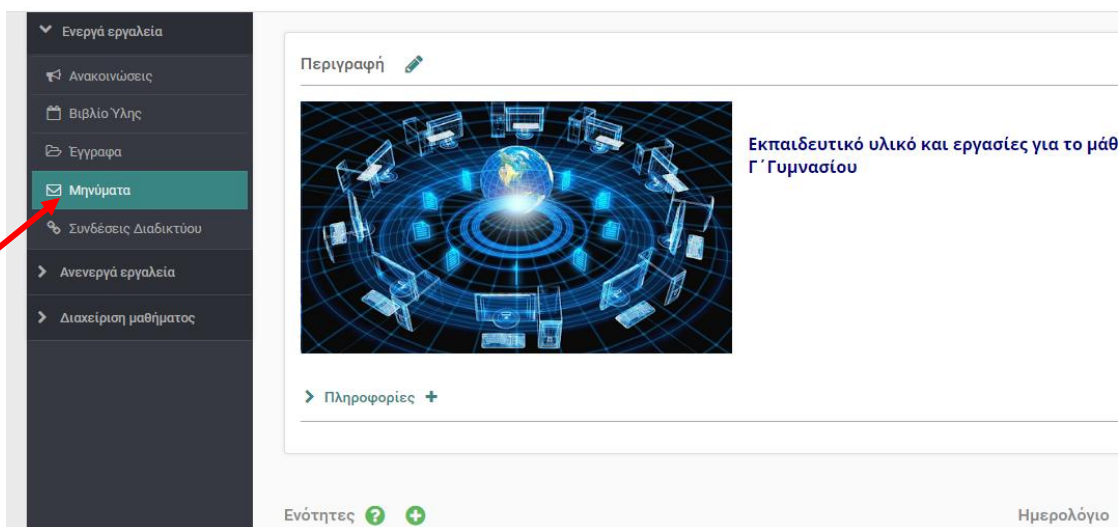 Ενεργά εργαλεία
Ανακοινώσεις
Βιβλίο Ύλης
Έγγραφα
Μηνύματα
Συνδέσεις Διαδικτύου
Ανενεργά εργαλεία
Διαχείριση μαθήματος
Περιγραφή
Εκπαιδευτικό υλικό και εργασίες για το μάθ
Γ΄Γυμνασίου
Πληροφορίες
Ενότητες
Ημερολόγιο